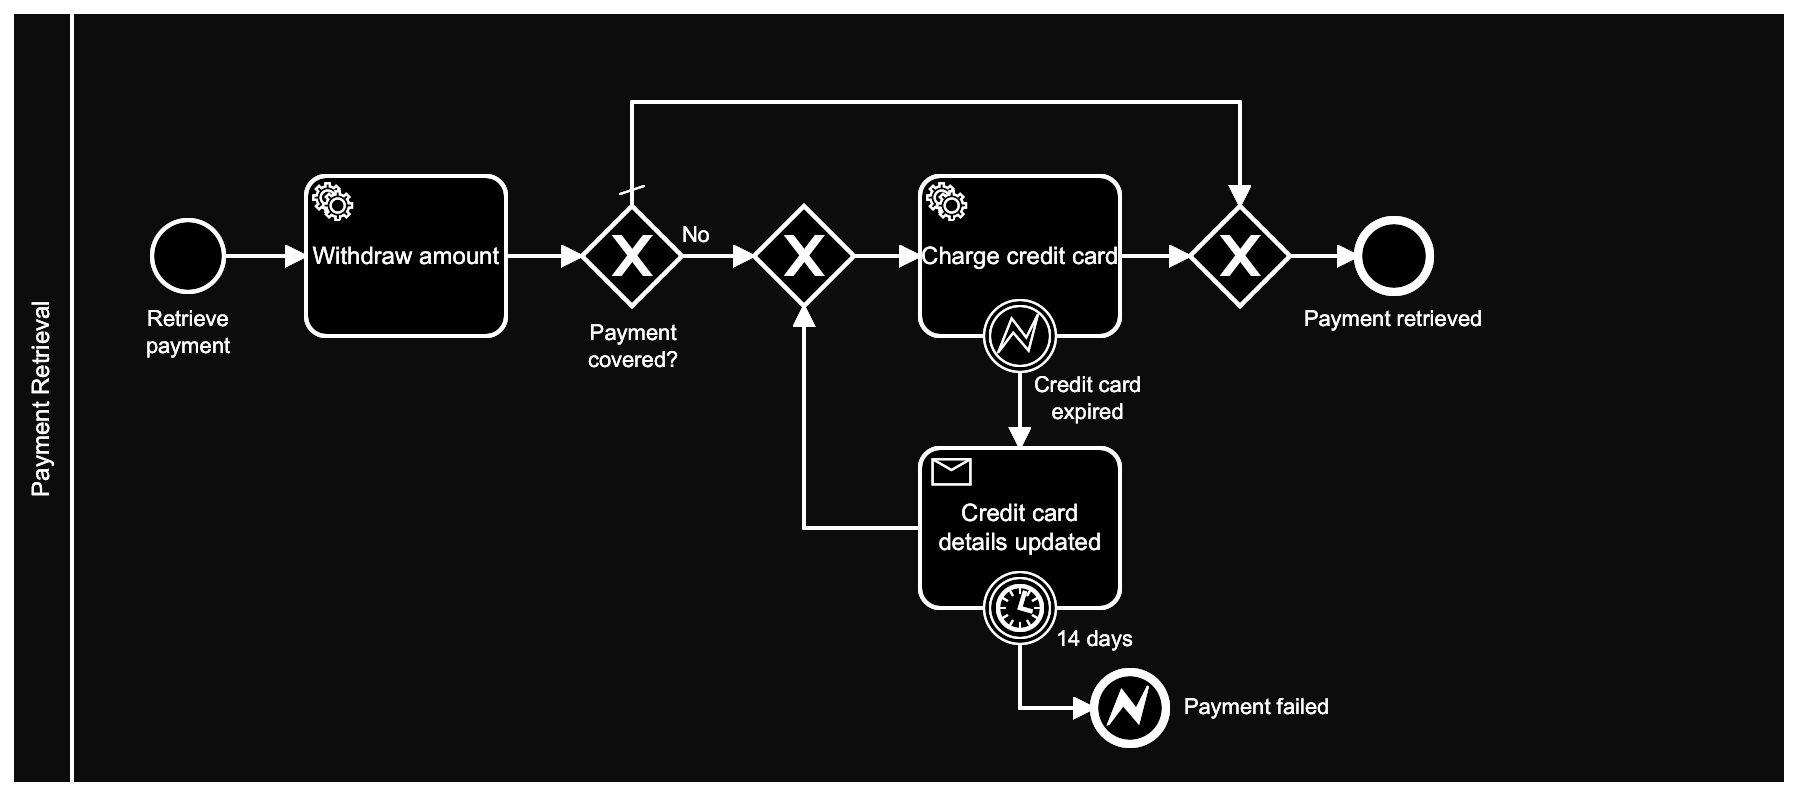 Payment Retrieval
Retrieve
payment
Withdraw amount
Payment
covered?
No
Charge credit card
Credit card
expired
Credit card
details updated
14 days
Payment failed
Payment retrieved